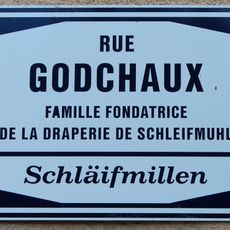 RUE
GODCHAUX
FAMILLE FONDATRICE
DE LA DRAPERIE DE SCHLEIFMUHL
Schläifmillen